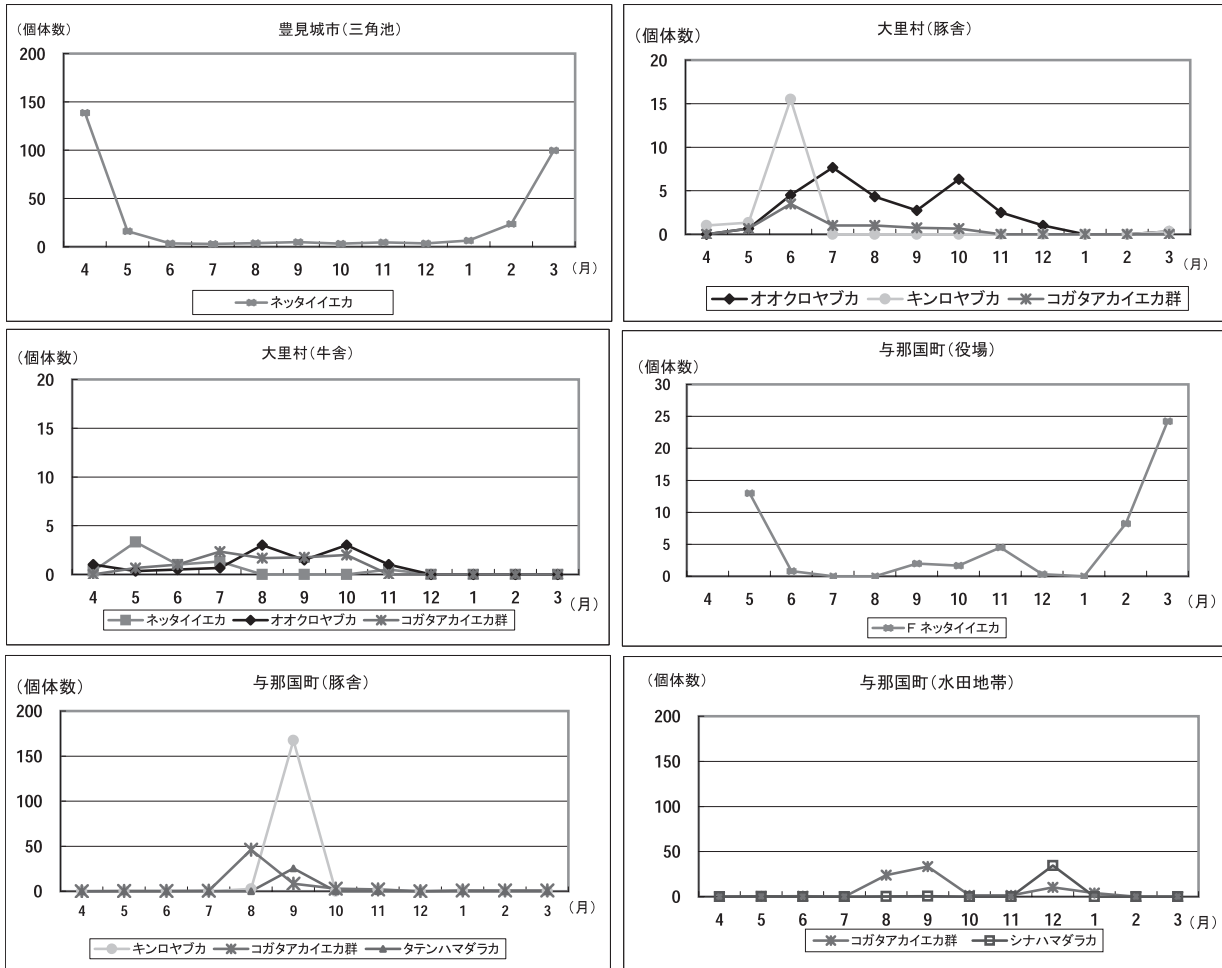 豊見城市(三角池)
(個体数)
200
150
100
50
0
4 5 6 7 8 9 10 11 12 1 2 3 (月)
ネッタイイエカ
大里村(豚舎)
(個体数)
20
15
10
5
0
4 5 6 7 8 9 10 11 12 1 2 3 (月)
オオクロヤブカ キンロヤブカ コガタアカイエカ群
大里村(牛舎)
(個体数)
20
15
10
5
0
4 5 6 7 8 9 10 11 12 1 2 3 (月)
ネッタイイエカ オオクロヤブカ コガタアカイエカ群
与那国町(役場)
(個体数)
30
25
20
15
10
5
0
4 5 6 7 8 9 10 11 12 1 2 3 (月)
F ネッタイイエカ
与那国町(豚舎)
(個体数)
200
150
100
50
0
4 5 6 7 8 9 10 11 12 1 2 3 (月)
キンロヤブカ コガタアカイエカ群 タテンハマダラカ
与那国町(水田地帯)
(個体数)
200
150
100
50
0
4 5 6 7 8 9 10 11 12 1 2 3 (月)
コガタアカイエカ群 シナハマダラカ